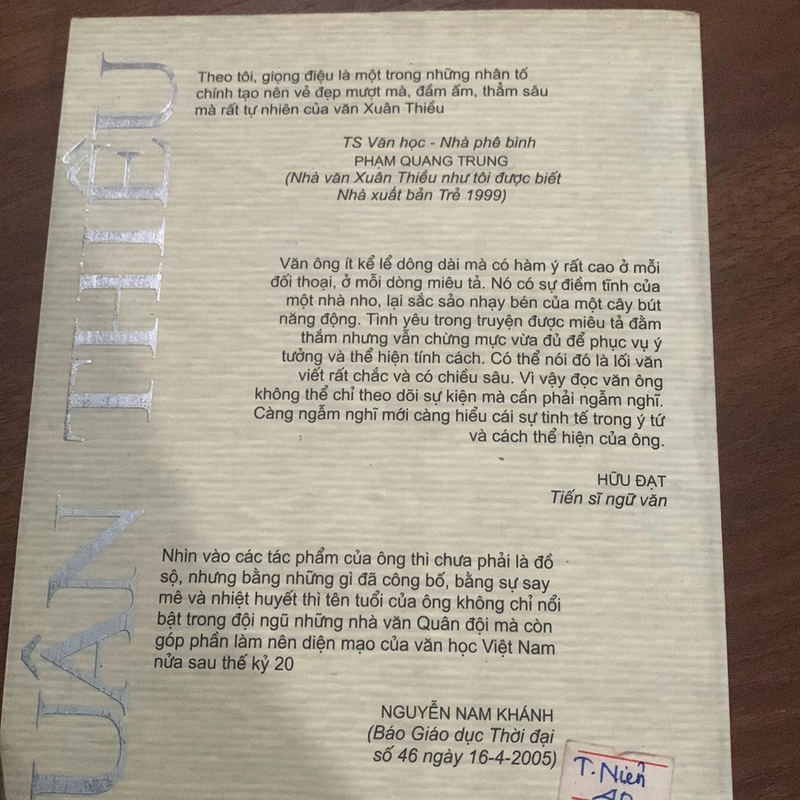 UÂN THIỀU
Theo tôi, giọng điệu là một trong những nhân tố
chính tạo nên vẻ đẹp mượt mà, đầm ấm, thẳm sâu
mà rất tự nhiên của văn Xuân Thiều
TS Văn học - Nhà phê bình
PHẠM QUANG TRUNG
(Nhà văn Xuân Thiều như tôi được biết
Nhà xuất bản Trẻ 1999)
Văn ông ít kể lể dông dài mà có hàm ý rất cao ở mỗi
đối thoại, ở mỗi dòng miêu tả. Nó có sự điềm tĩnh của
một nhà nho, lại sắc sảo nhạy bén của một cây bút
năng động. Tình yêu trong truyện được miêu tả đằm
thắm nhưng vẫn chừng mực vừa đủ để phục vụ ý
tưởng và thể hiện tính cách. Có thể nói đó là lối văn
viết rất chắc và có chiều sâu. Vì vậy đọc văn ông
không thể chỉ theo dõi sự kiện mà cần phải ngẫm nghĩ.
Càng ngẫm nghĩ mới càng hiểu cái sự tinh tế trong ý tứ
và cách thể hiện của ông.
HỮU ĐẠT
Tiến sĩ ngữ văn
Nhìn vào các tác phẩm của ông thì chưa phải là đồ
sộ, nhưng bằng những gì đã công bố, bằng sự say
mê và nhiệt huyết thì tên tuổi của ông không chỉ nổi
bật trong đội ngũ những nhà văn Quân đội mà còn
góp phần làm nên diện mạo của văn học Việt Nam
nửa sau thế kỷ 20
NGUYỄN NAM KHÁNH
(Báo Giáo dục Thời đại
số 46 ngày 16-4-2005)
T. Niên